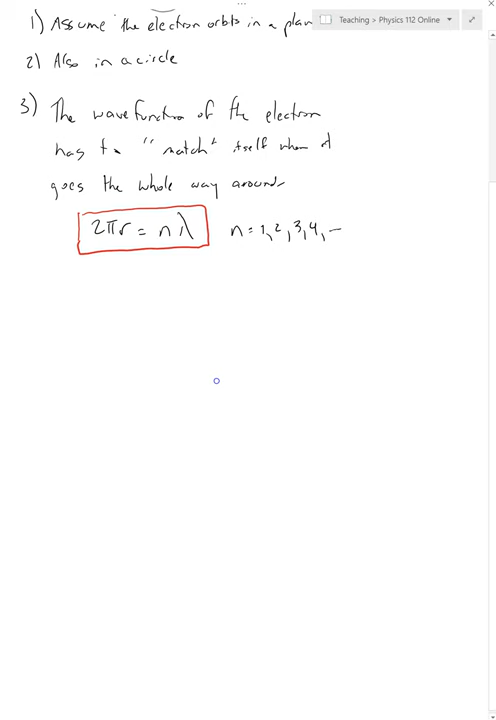 1) Assume the electron orbits in a plan
Teaching > Physics 112 Online
2) Also in a circle
3) The wavefunction of the electron
has to "match" itself when it
goes the whole way around
2πr = nλ n = 1, 2, 3, 4, —